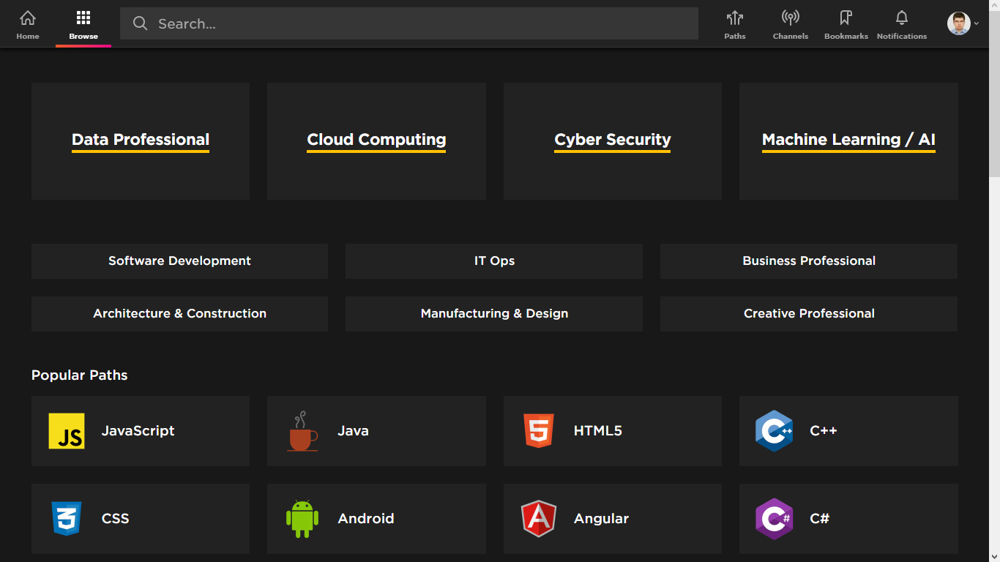 Home
Browse
Search...
Paths
Channels
Bookmarks
Notifications
Data Professional
Cloud Computing
Cyber Security
Machine Learning / AI
Software Development
IT Ops
Business Professional
Architecture & Construction
Manufacturing & Design
Creative Professional
Popular Paths
JS
JavaScript
Java
5
HTML5
C++
C++
3
CSS
Android
A
Angular
C#
C#